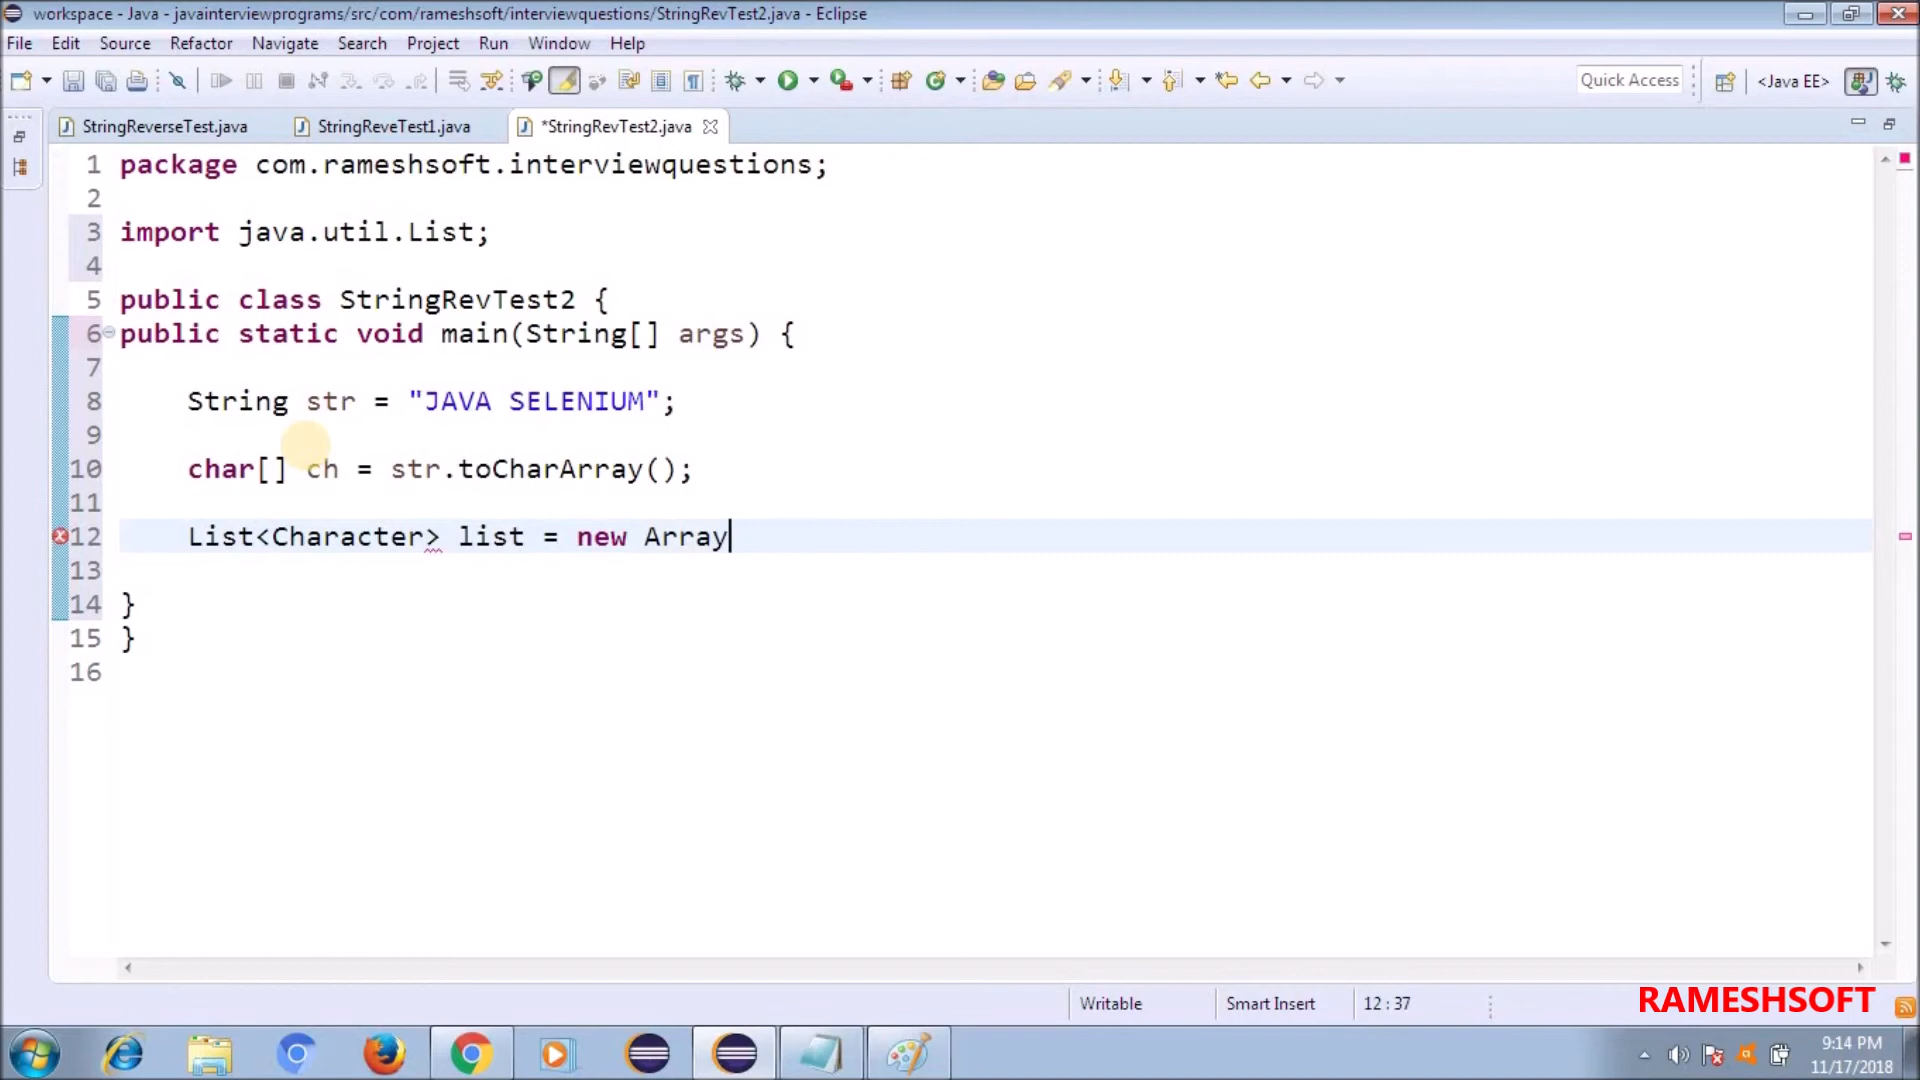 workspace - Java - javainterviewprograms/src/com/rameshsoft/interviewquestions/StringRevTest2.java - Eclipse
File Edit Source Refactor Navigate Search Project Run Window Help
Quick Access <Java EE>
StringReverseTest.java StringReveTest1.java *StringRevTest2.java
1 package com.rameshsoft.interviewquestions;
2
3 import java.util.List;
4
5 public class StringRevTest2 {
6 public static void main(String[] args) {
7
8 String str = "JAVA SELENIUM";
9
10 char[] ch = str.toCharArray();
11
12 List<Character> list = new Array
13
14 }
15 }
16
Writable Smart Insert 12 : 37
RAMESHSOFT
9:14 PM
11/17/2018